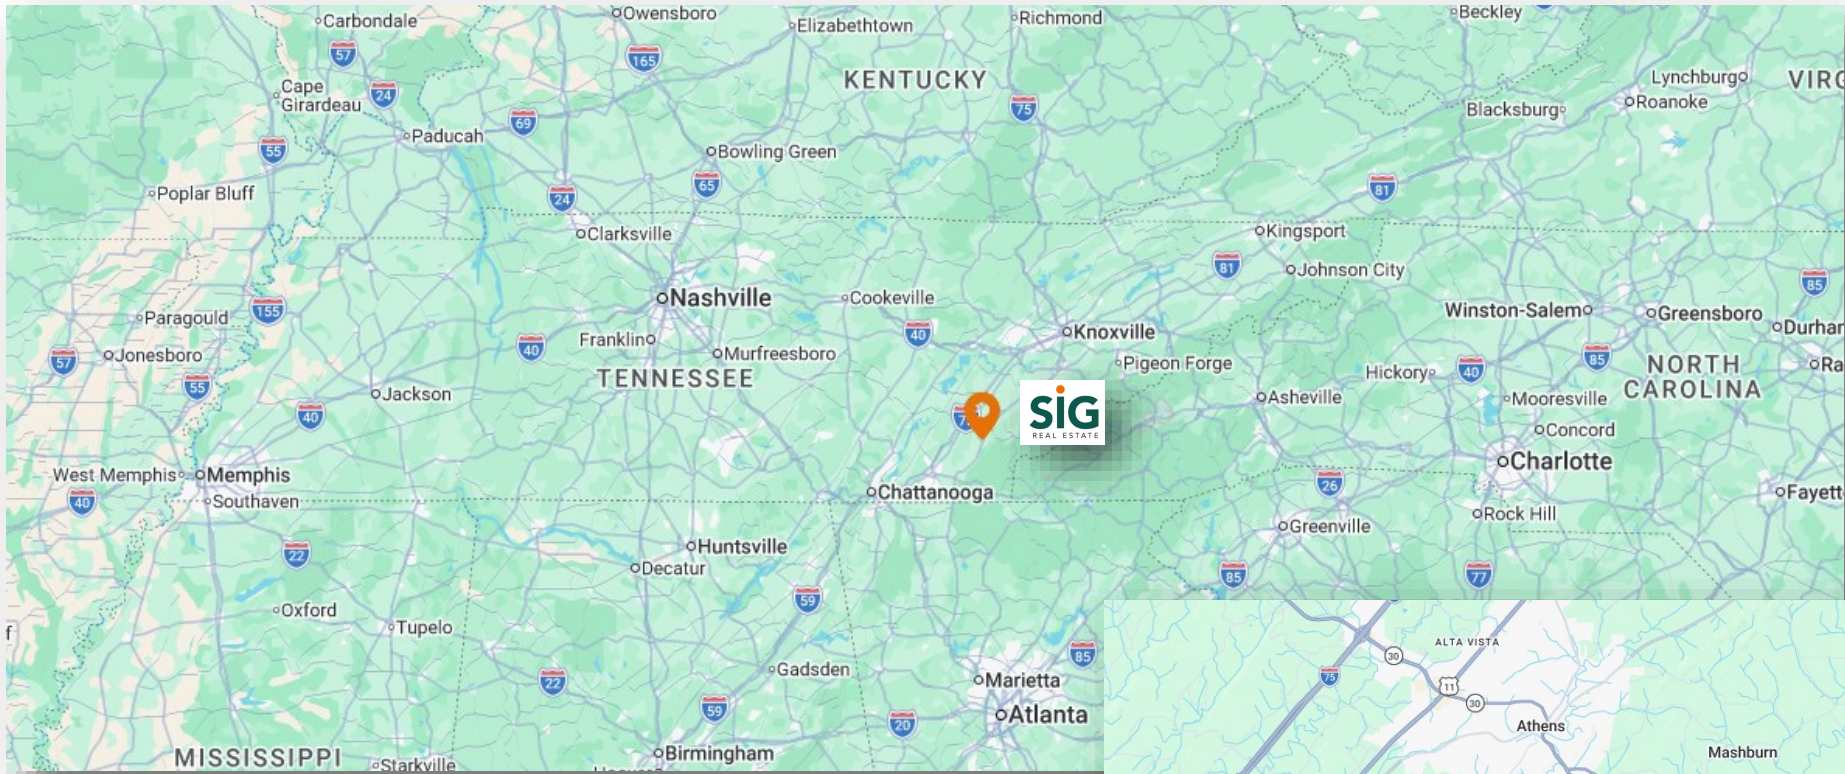 Carbondale
Owensboro
Elizabethtown
Richmond
Beckley
57
165
KENTUCKY
Lynchburg
VIRG
Cape
Girardeau
24
69
75
Blacksburg
Roanoke
Paducah
55
Bowling Green
65
Poplar Bluff
24
81
Clarksville
Kingsport
81
Johnson City
85
Nashville
Cookeville
155
Paragould
Winston-Salem
Greensboro
Durhar
Knoxville
Franklin
40
40
Murfreesboro
Pigeon Forge
57
Jonesboro
55
TENNESSEE
Hickory
40
85
NORTH
CAROLINA
Ra
Jackson
40
SiG
REAL ESTATE
Asheville
Mooresville
Concord
West Memphis
Memphis
Charlotte
40
Southaven
Chattanooga
26
Fayett
Rock Hill
Greenville
22
Huntsville
Decatur
85
77
59
Oxford
Tupelo
f
85
Gadsden
22
Marietta
59
20
Atlanta
Birmingham
MISSISSIPPI
Starkville
ALTA VISTA
30
75
11
30
Athens
Mashburn